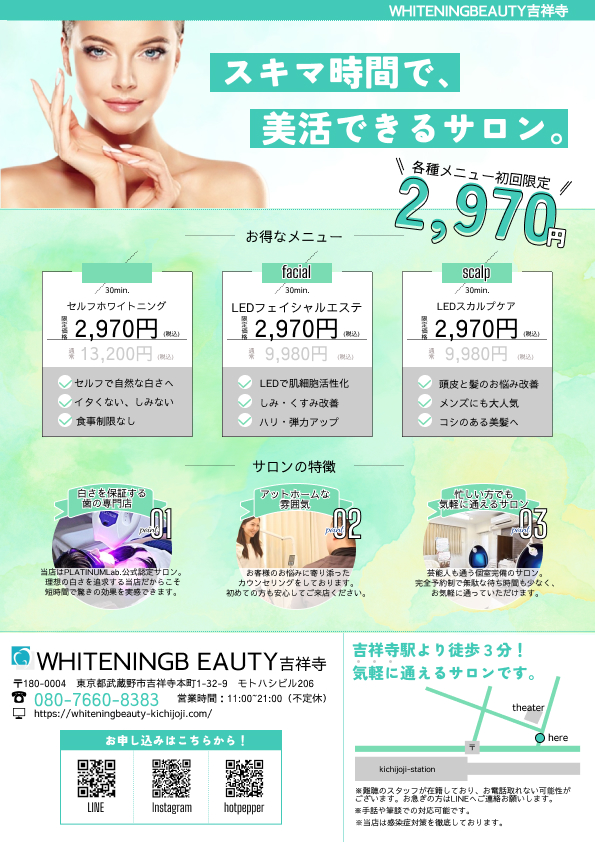 WHITENINGBEAUTY吉祥寺
スキマ時間で、
美活できるサロン。
各種メニュー初回限定
2,970円
お得なメニュー
30min.
セルフホワイトニング
限定価格 2,970円 (税込)
通常 13,200円 (税込)
セルフで自然な白さへ
イタくない、しみない
食事制限なし
facial
30min.
LEDフェイシャルエステ
限定価格 2,970円 (税込)
通常 9,980円 (税込)
LEDで肌細胞活性化
しみ・くすみ改善
ハリ・弾力アップ
scalp
30min.
LEDスカルプケア
限定価格 2,970円 (税込)
通常 9,980円 (税込)
頭皮と髪のお悩み改善
メンズにも大人気
コシのある美髪へ
サロンの特徴
白さを保証する
歯の専門店
point 01
当店はPLATINUMLab.公式認定サロン。
理想の白さを追求する当店だからこそ
短時間で驚きの効果を実感できます。
アットホームな
雰囲気
point 02
お客様のお悩みに寄り添った
カウンセリングをしております。
初めての方も安心してご来店ください。
忙しい方でも
気軽に通えるサロン
point 03
芸能人も通う個室完備のサロン。
完全予約制で無駄な待ち時間も少なく、
お気軽に通っていただけます。
WHITENINGB EAUTY吉祥寺
〒180-0004 東京都武蔵野市吉祥寺本町1-32-9 モトハシビル206
080-7660-8383 営業時間：11:00~21:00（不定休）
https://whiteningbeauty-kichijoji.com/
お申し込みはこちらから！
LINE
Instagram
hotpepper
吉祥寺駅より徒歩３分！
気軽に通えるサロンです。
theater
here
〒
kichijoji-station
※難聴のスタッフが在籍しており、お電話取れない可能性が
ございます。お急ぎの方はLINEへご連絡お願いします。
※手話や筆談での対応可能です。
※当店は感染症対策を徹底しております。